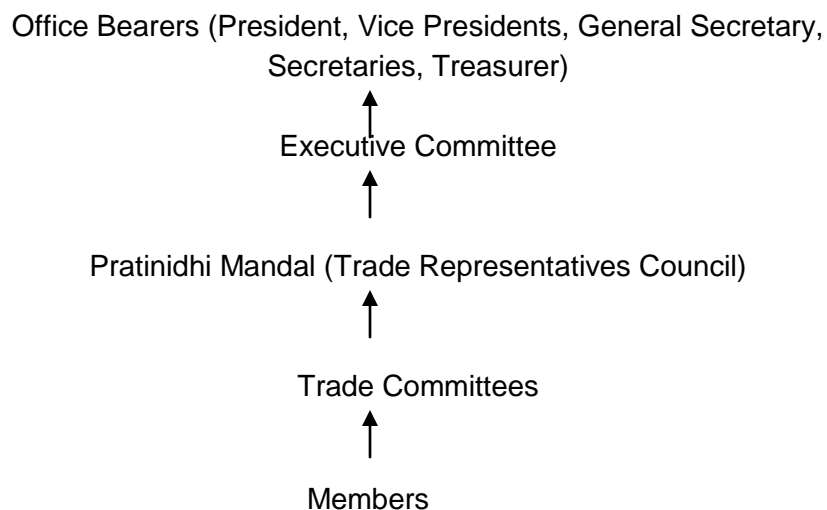 Office Bearers (President, Vice Presidents, General Secretary,
Secretaries, Treasurer)
Executive Committee
Pratinidhi Mandal (Trade Representatives Council)
Trade Committees
Members